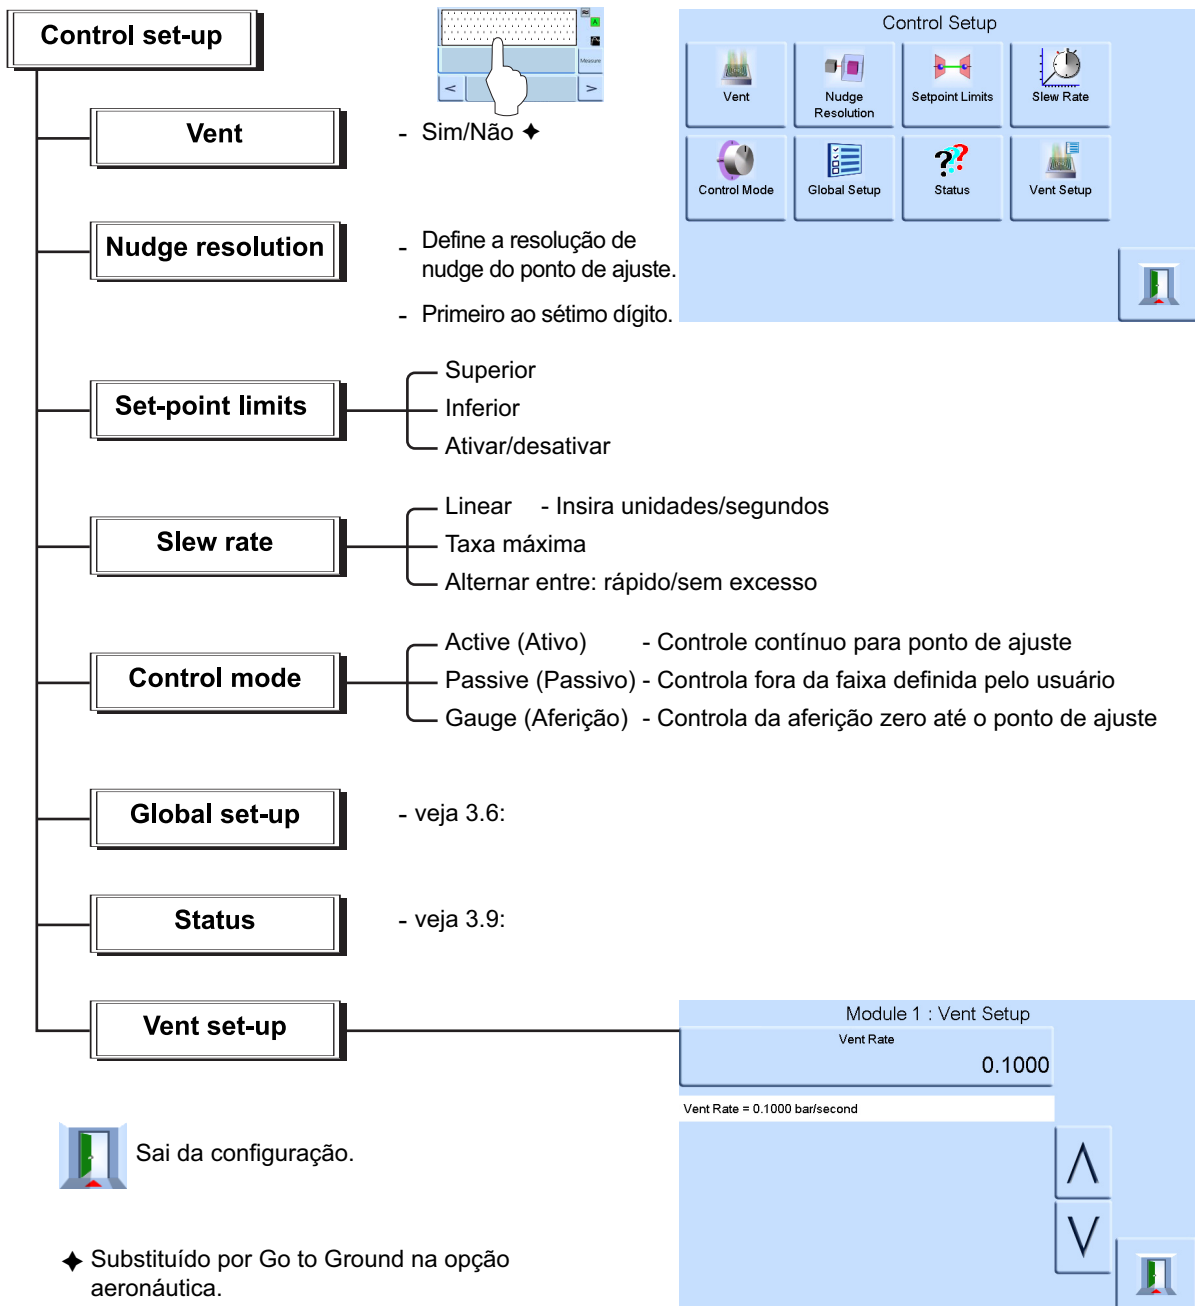 Control set-up
Measure
<
>
Control Setup
Vent
Nudge
Resolution
Setpoint Limits
Slew Rate
Control Mode
Global Setup
Status
Vent Setup
Vent
- Sim/Não ✦
Nudge resolution
- Define a resolução de
nudge do ponto de ajuste.
- Primeiro ao sétimo dígito.
Set-point limits
Superior
Inferior
Ativar/desativar
Slew rate
Linear - Insira unidades/segundos
Taxa máxima
Alternar entre: rápido/sem excesso
Control mode
Active (Ativo) - Controle contínuo para ponto de ajuste
Passive (Passivo) - Controla fora da faixa definida pelo usuário
Gauge (Aferição) - Controla da aferição zero até o ponto de ajuste
Global set-up
- veja 3.6:
Status
- veja 3.9:
Vent set-up
Module 1 : Vent Setup
Vent Rate
0.1000
Vent Rate = 0.1000 bar/second
Sai da configuração.
✦ Substituído por Go to Ground na opção
aeronáutica.